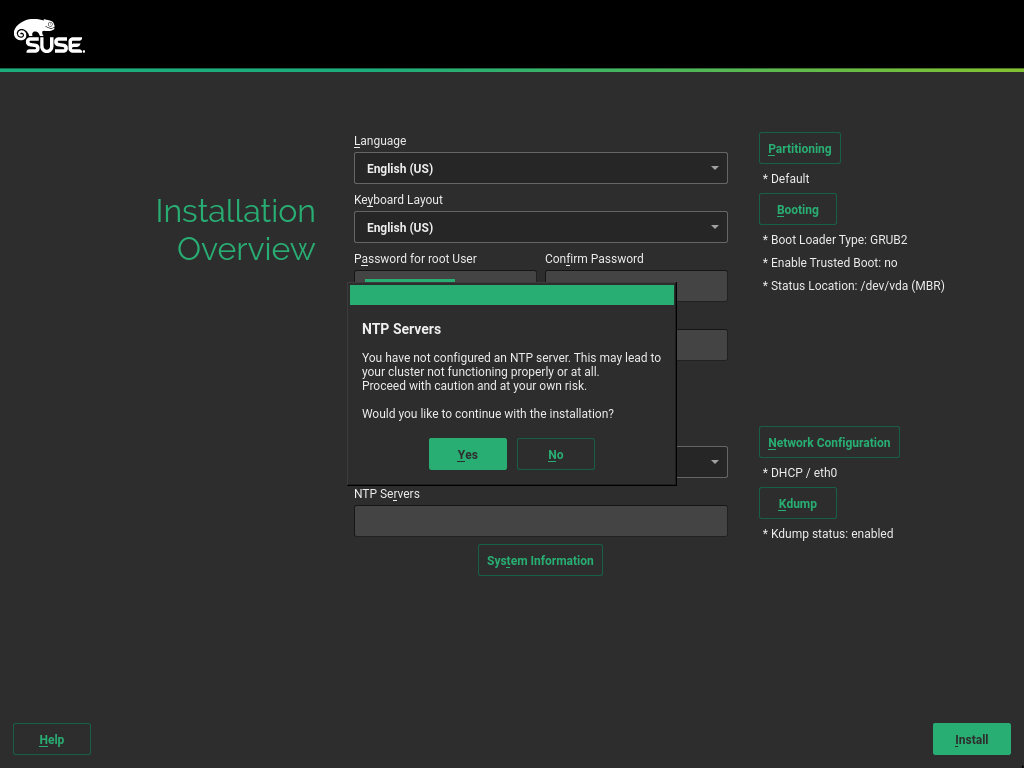 SUSE.
Installation
Overview
Language
English (US)
Keyboard Layout
English (US)
Password for root User
Confirm Password
NTP Servers
You have not configured an NTP server. This may lead to
your cluster not functioning properly or at all.
Proceed with caution and at your own risk.
Would you like to continue with the installation?
Yes
No
NTP Servers
System Information
Partitioning
* Default
Booting
* Boot Loader Type: GRUB2
* Enable Trusted Boot: no
* Status Location: /dev/vda (MBR)
Network Configuration
* DHCP / eth0
Kdump
* Kdump status: enabled
Help
Install